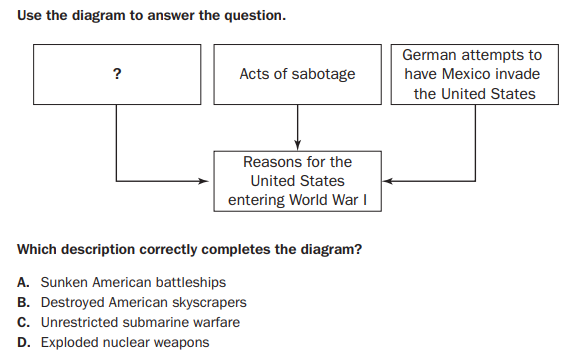 Use the diagram to answer the question.
?
Acts of sabotage
German attempts to
have Mexico invade
the United States
Reasons for the
United States
entering World War I
Which description correctly completes the diagram?
A. Sunken American battleships
B. Destroyed American skyscrapers
C. Unrestricted submarine warfare
D. Exploded nuclear weapons